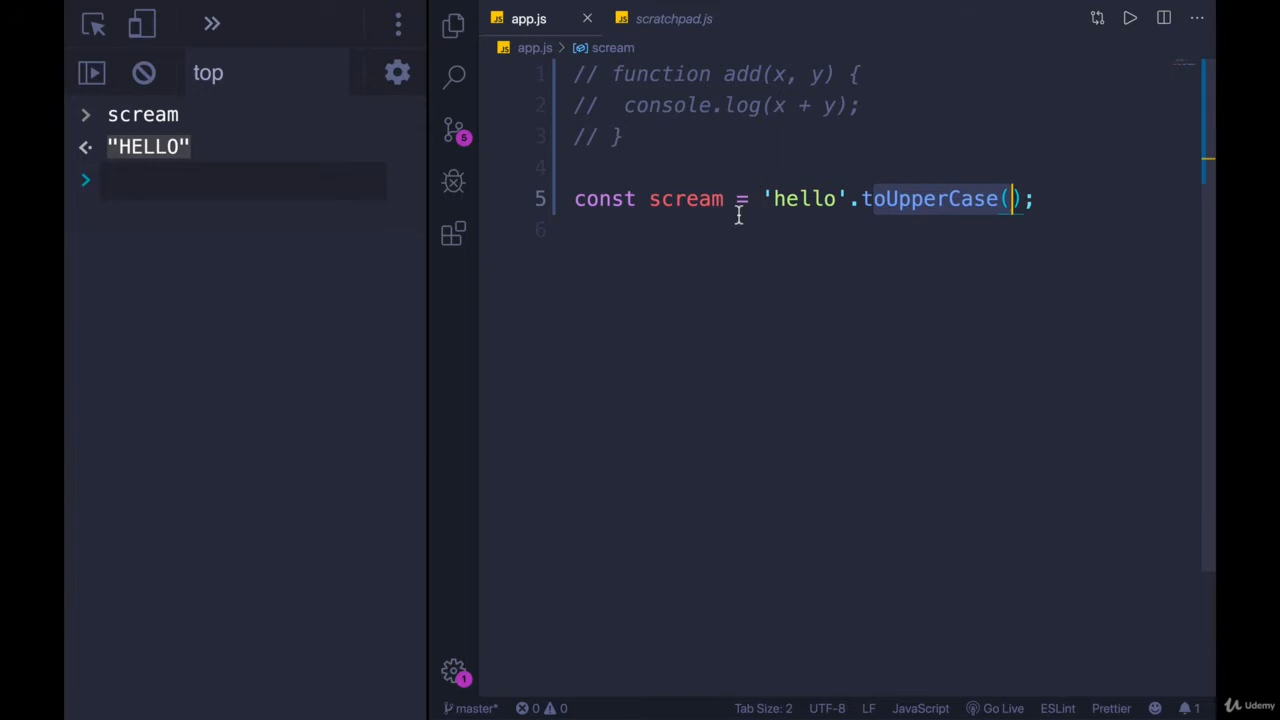 top
scream
"HELLO"
app.js
scratchpad.js
app.js > scream
1 // function add(x, y) {
2 //  console.log(x + y);
3 // }
4
5 const scream = 'hello'.toUpperCase();
6
5
1
master* 0 0 Tab Size: 2 UTF-8 LF JavaScript Go Live ESLint Prettier 1
Udemy